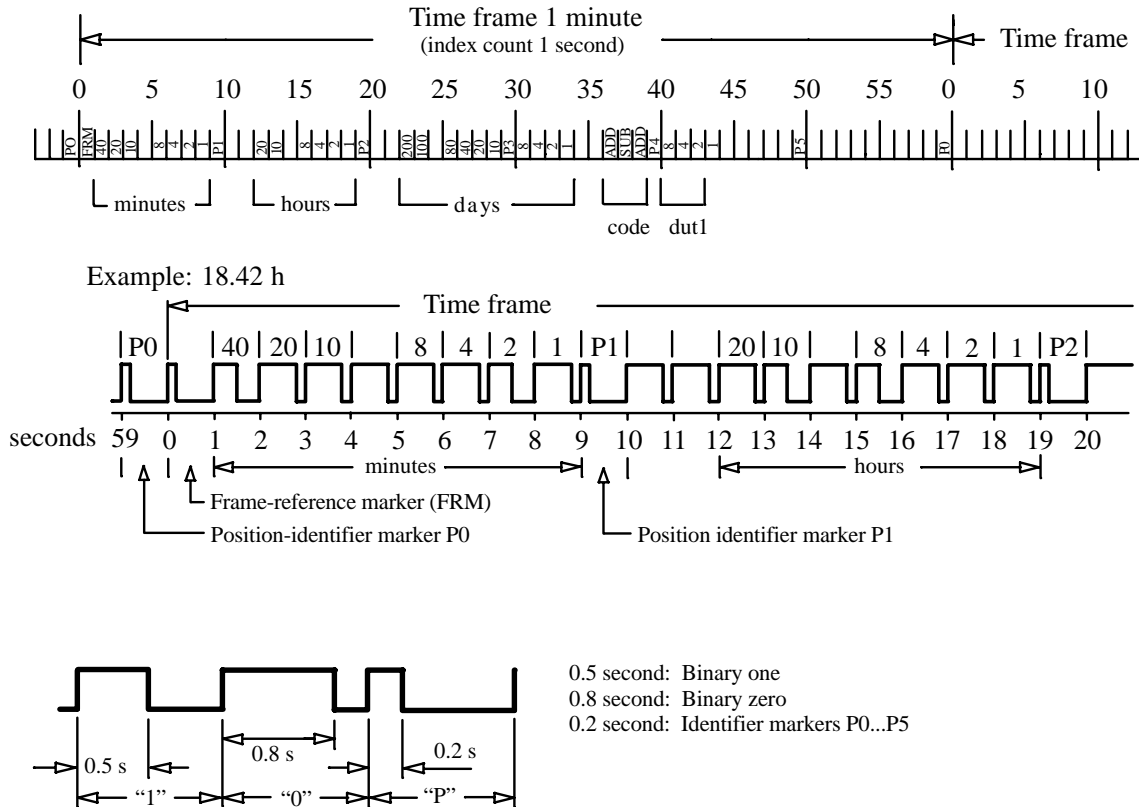 Time frame 1 minute
(index count 1 second)
Time frame
0 5 10 15 20 25 30 35 40 45 50 55 0 5 10
PO FRM 40 20 10 8 4 2 1 P1 20 10 8 4 2 1 P2 200 100 80 40 20 10 P3 8 4 2 1 ADD SUB ADD P4 8 4 2 1 P5 P0
minutes hours days code dut1
Example: 18.42 h
Time frame
P0 40 20 10 8 4 2 1 P1 20 10 8 4 2 1 P2
seconds 59 0 1 2 3 4 5 6 7 8 9 10 11 12 13 14 15 16 17 18 19 20
minutes hours
Frame-reference marker (FRM)
Position-identifier marker P0 Position identifier marker P1
0.5 second: Binary one
0.8 second: Binary zero
0.2 second: Identifier markers P0...P5
0.5 s 0.8 s 0.2 s
“1” “0” “P”